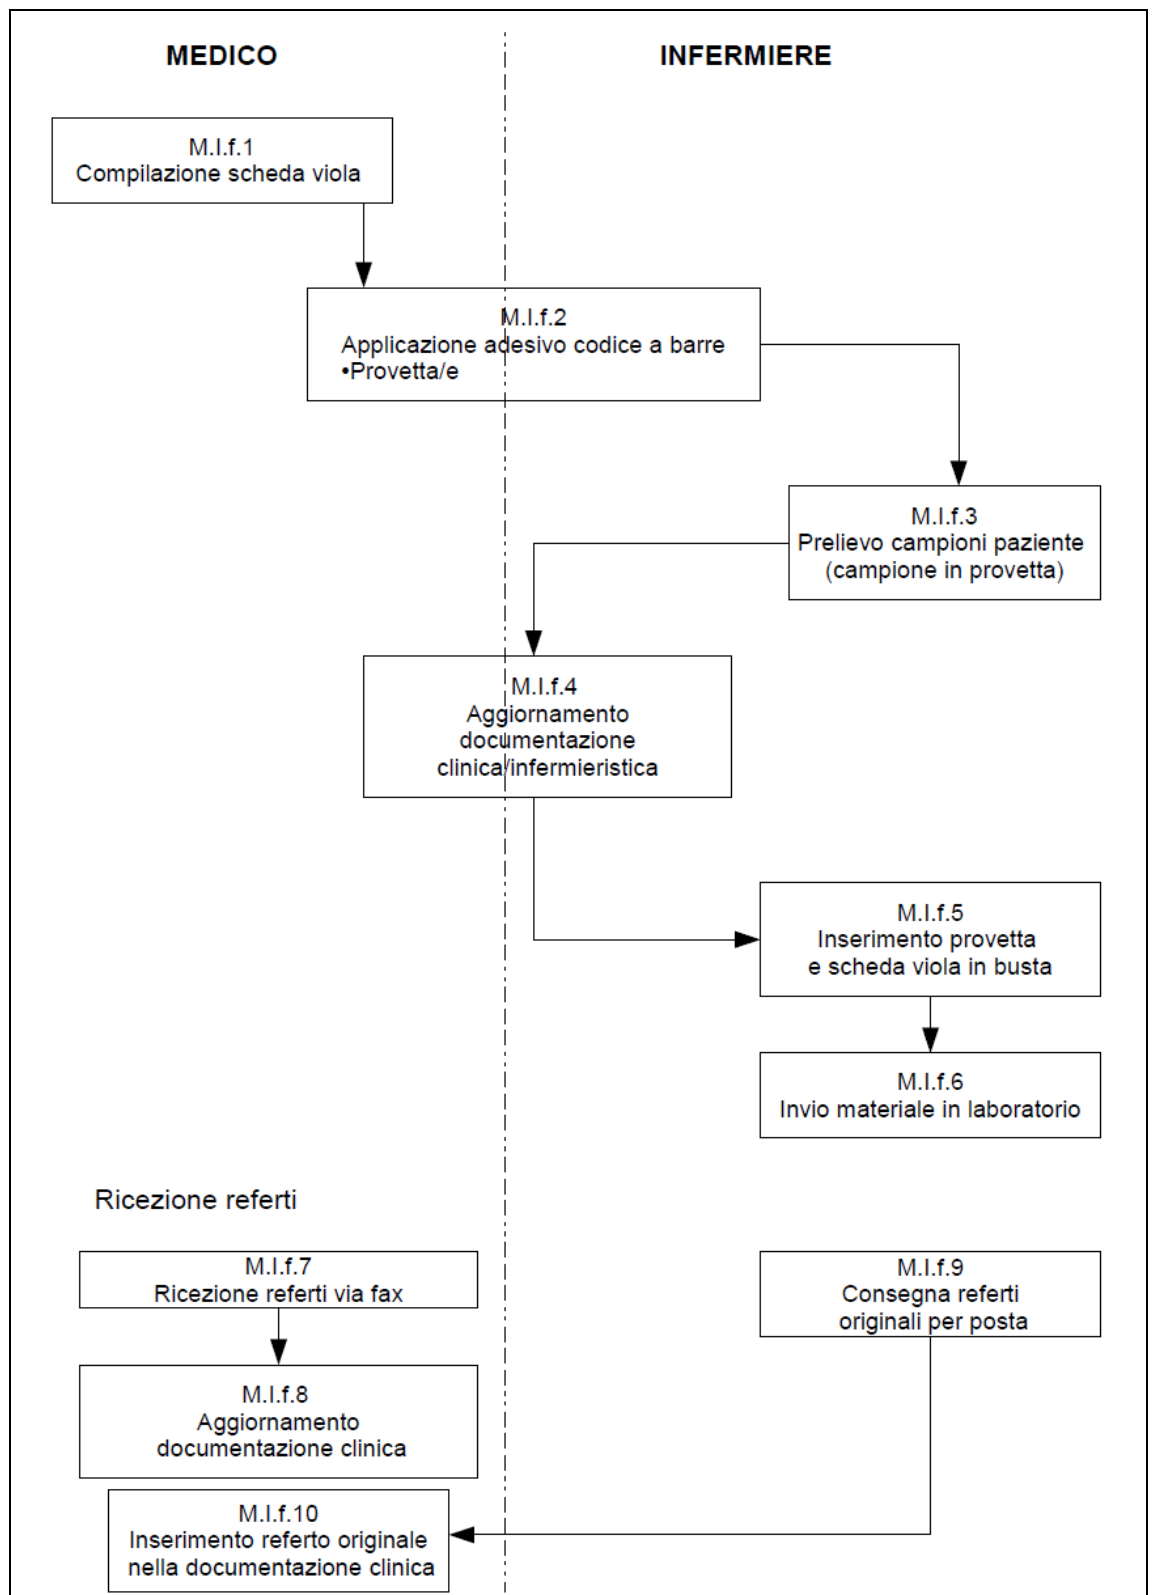 MEDICO
INFERMIERE
M.I.f.1
Compilazione scheda viola
M.I.f.2
Applicazione adesivo codice a barre
•Provetta/e
M.I.f.3
Prelievo campioni paziente
(campione in provetta)
M.I.f.4
Aggiornamento
documentazione
clinica/infermieristica
M.I.f.5
Inserimento provetta
e scheda viola in busta
M.I.f.6
Invio materiale in laboratorio
Ricezione referti
M.I.f.7
Ricezione referti via fax
M.I.f.9
Consegna referti
originali per posta
M.I.f.8
Aggiornamento
documentazione clinica
M.I.f.10
Inserimento referto originale
nella documentazione clinica